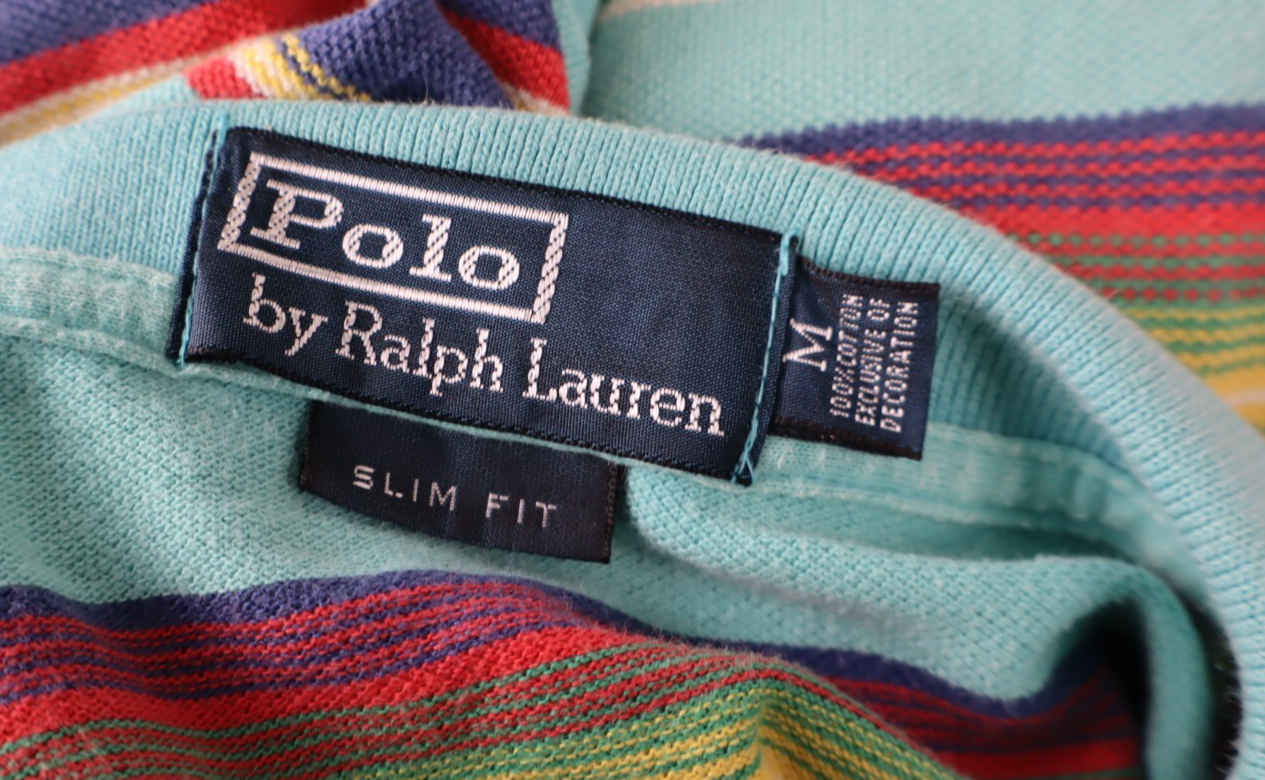 Polo
by Ralph Lauren
M
100% COTTON
EXCLUSIVE OF
DECORATION
SLIM FIT